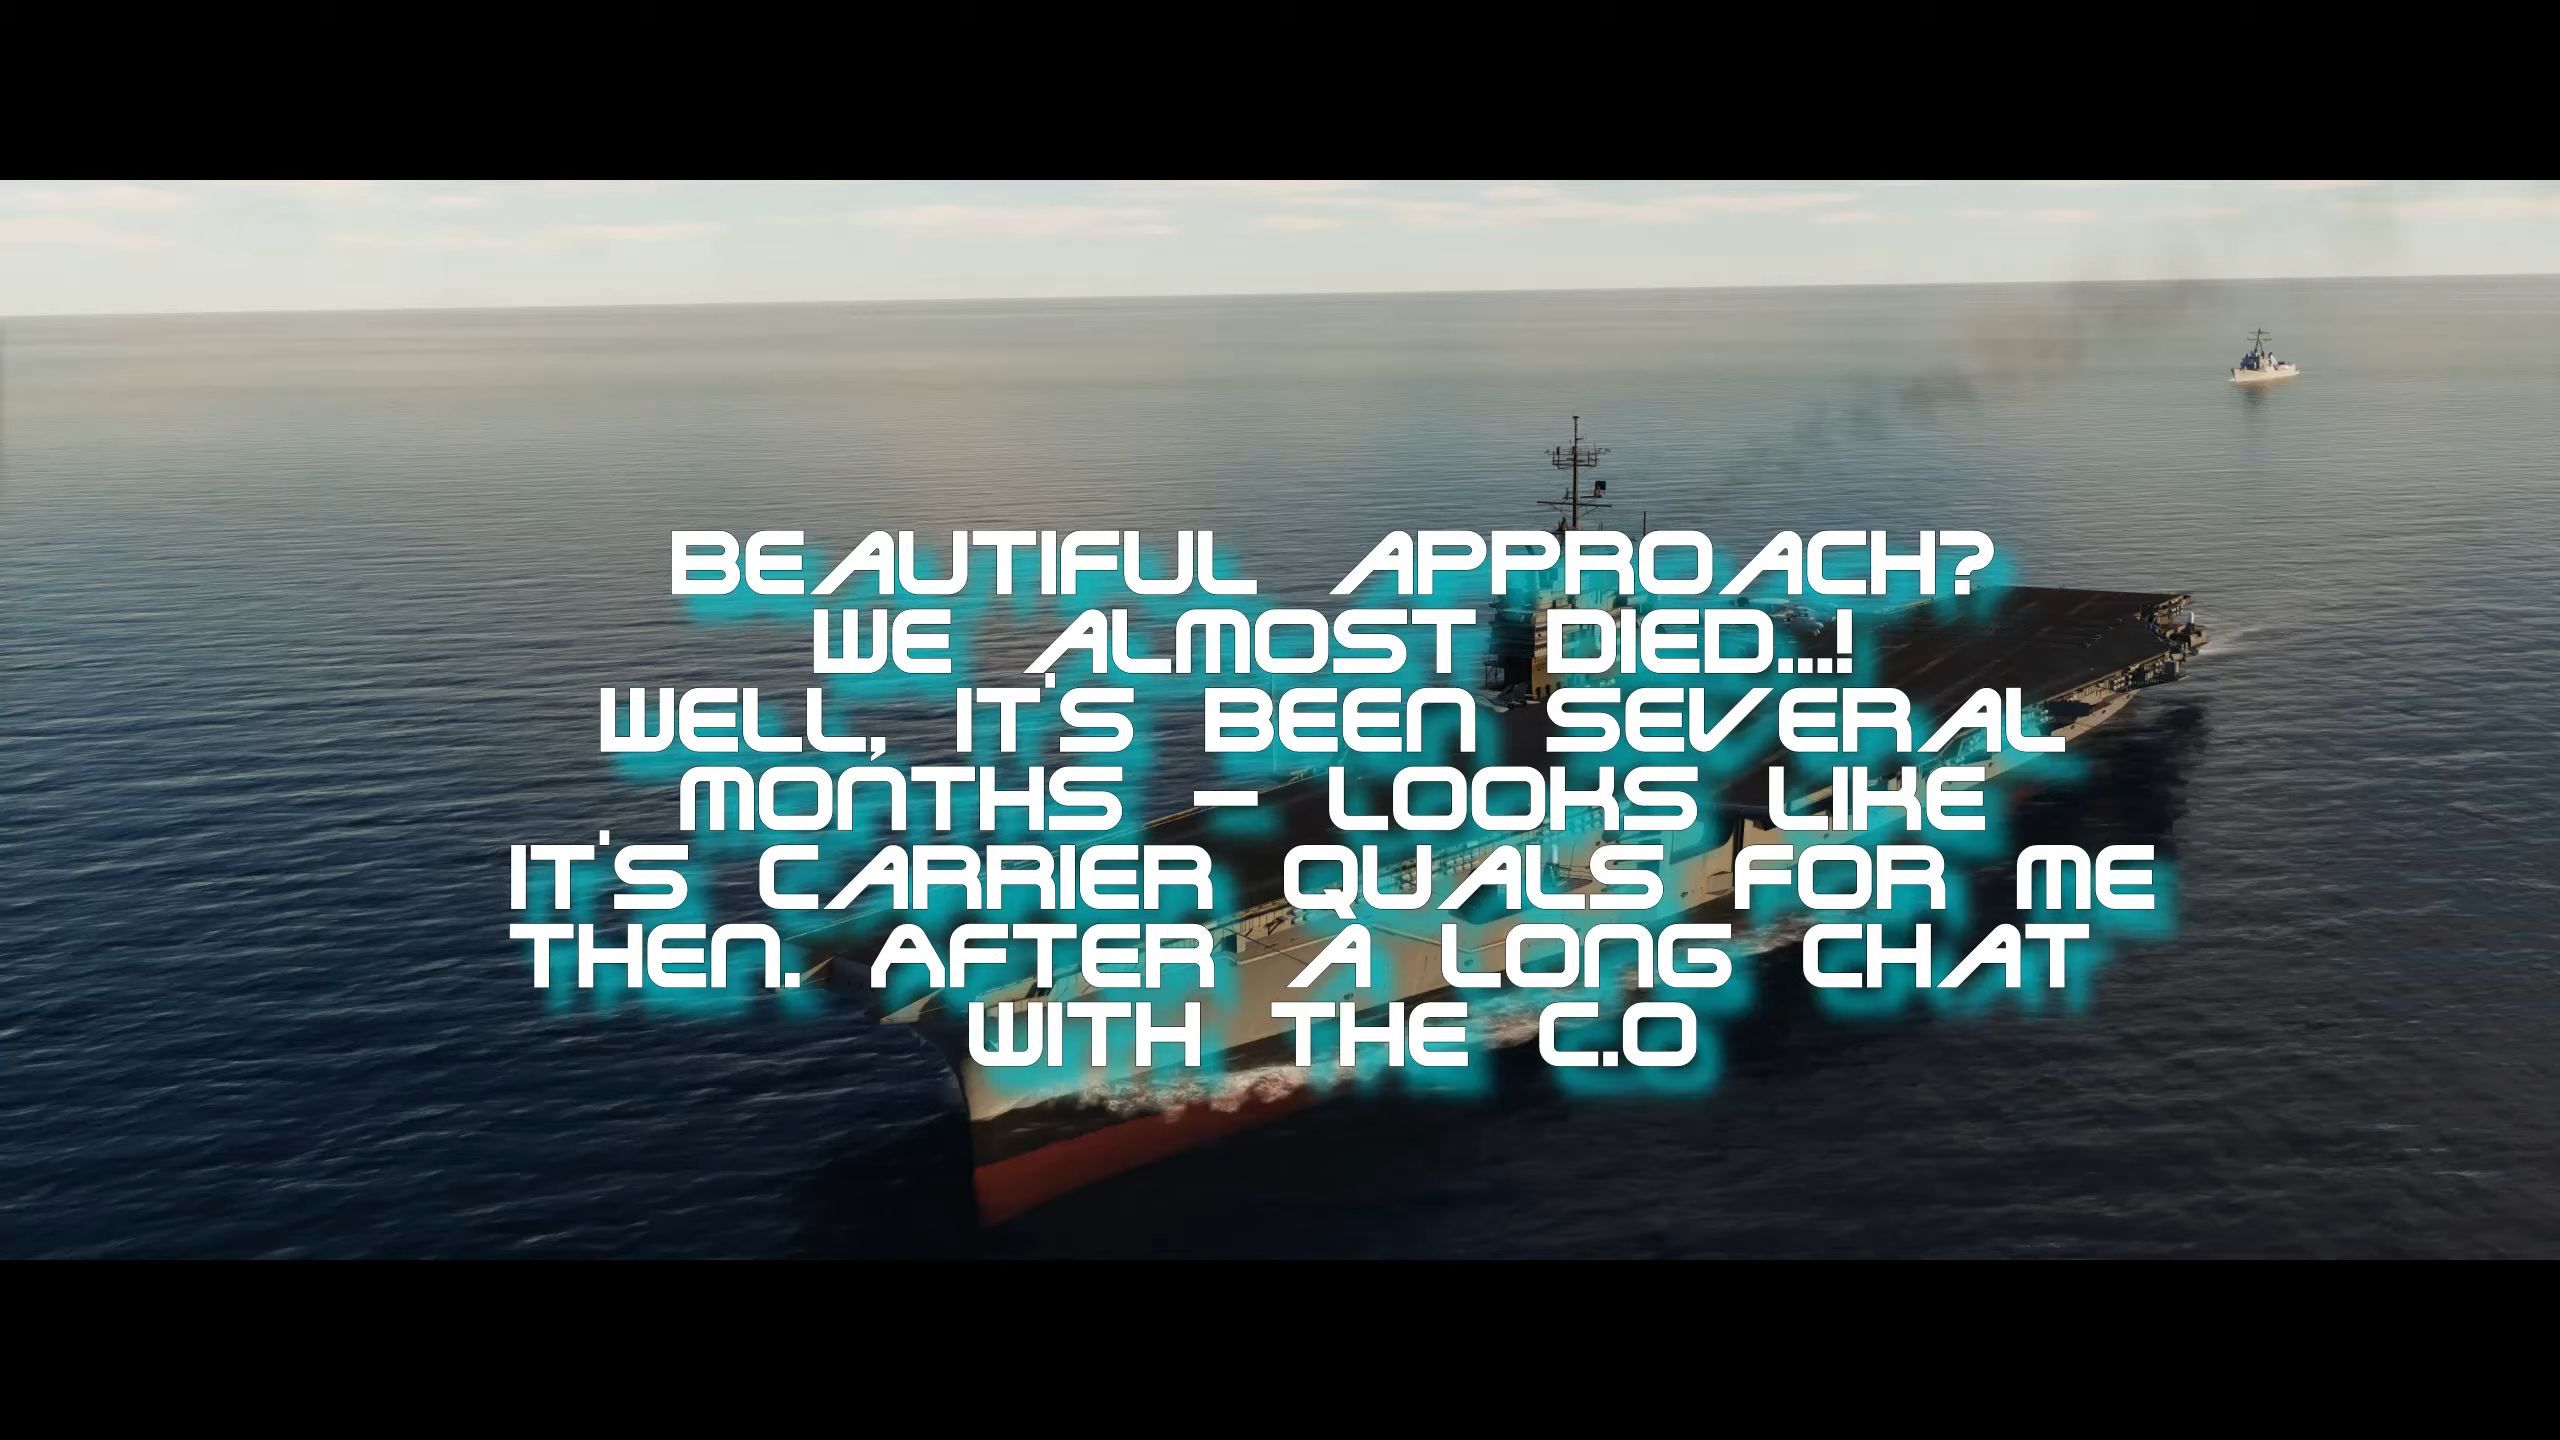 BEAUTIFUL APPROACH?
WE ALMOST DIED...!
WELL, IT'S BEEN SEVERAL
MONTHS - LOOKS LIKE
IT'S CARRIER QUALS FOR ME
THEN. AFTER A LONG CHAT
WITH THE C.O